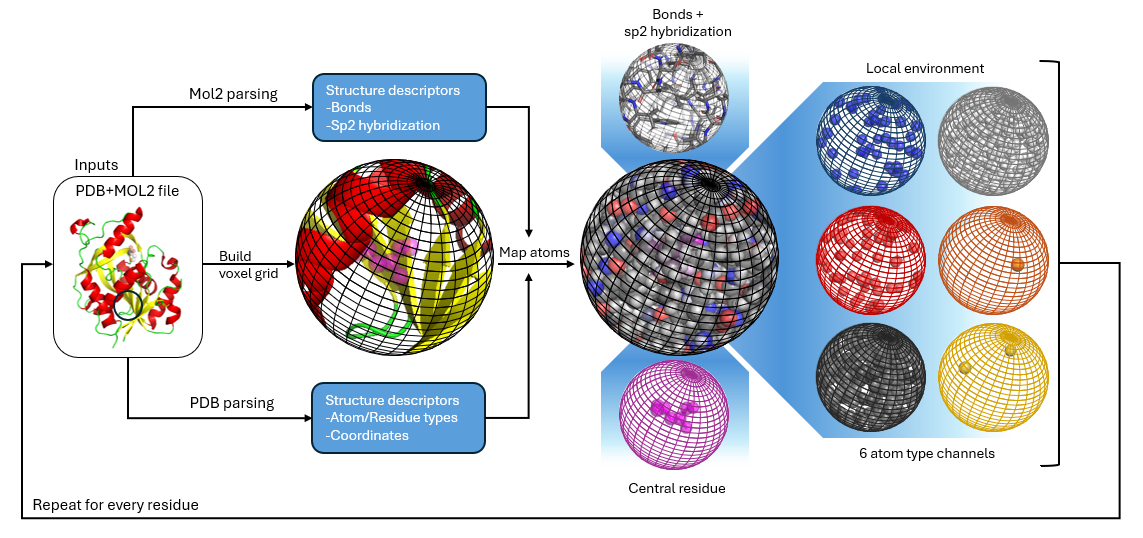 Inputs
PDB+MOL2 file
Mol2 parsing
Structure descriptors
-Bonds
-Sp2 hybridization
Build
voxel grid
Map atoms
PDB parsing
Structure descriptors
-Atom/Residue types
-Coordinates
Bonds +
sp2 hybridization
Central residue
Local environment
6 atom type channels
Repeat for every residue